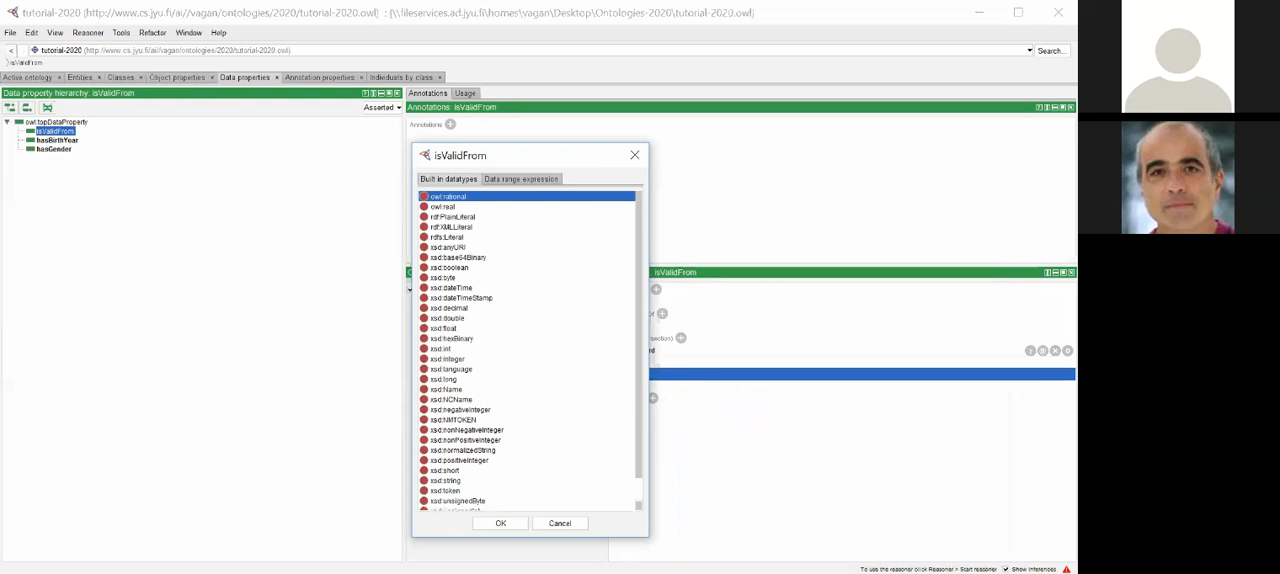 tutorial-2020 (http://www.cs.jyu.fi/ai//vagan/ontologies/2020/tutorial-2020.owl) : [\\fileservices.ad.jyu.fi\homes\vagan\Desktop\Ontologies-2020\tutorial-2020.owl]
File Edit View Reasoner Tools Refactor Window Help
< tutorial-2020 (http://www.cs.jyu.fi/ai//vagan/ontologies/2020/tutorial-2020.owl) Search...
isValidFrom
Active ontology × Entities × Classes × Object properties × Data properties × Annotation properties × Individuals by class ×
Data property hierarchy: isValidFrom
Asserted
owl:topDataProperty
isValidFrom
hasBirthYear
hasGender
Annotations Usage
Annotations: isValidFrom
Annotations
isValidFrom
Built in datatypes Data range expression
owl:rational
owl:real
rdf:PlainLiteral
rdf:XMLLiteral
rdfs:Literal
xsd:anyURI
xsd:base64Binary
xsd:boolean
xsd:byte
xsd:dateTime
xsd:dateTimeStamp
xsd:decimal
xsd:double
xsd:float
xsd:hexBinary
xsd:int
xsd:integer
xsd:language
xsd:long
xsd:Name
xsd:NCName
xsd:negativeInteger
xsd:NMTOKEN
xsd:nonNegativeInteger
xsd:nonPositiveInteger
xsd:normalizedString
xsd:positiveInteger
xsd:short
xsd:string
xsd:token
xsd:unsignedByte
OK Cancel
isValidFrom
To use the reasoner click Reasoner > Start reasoner Show Inferences